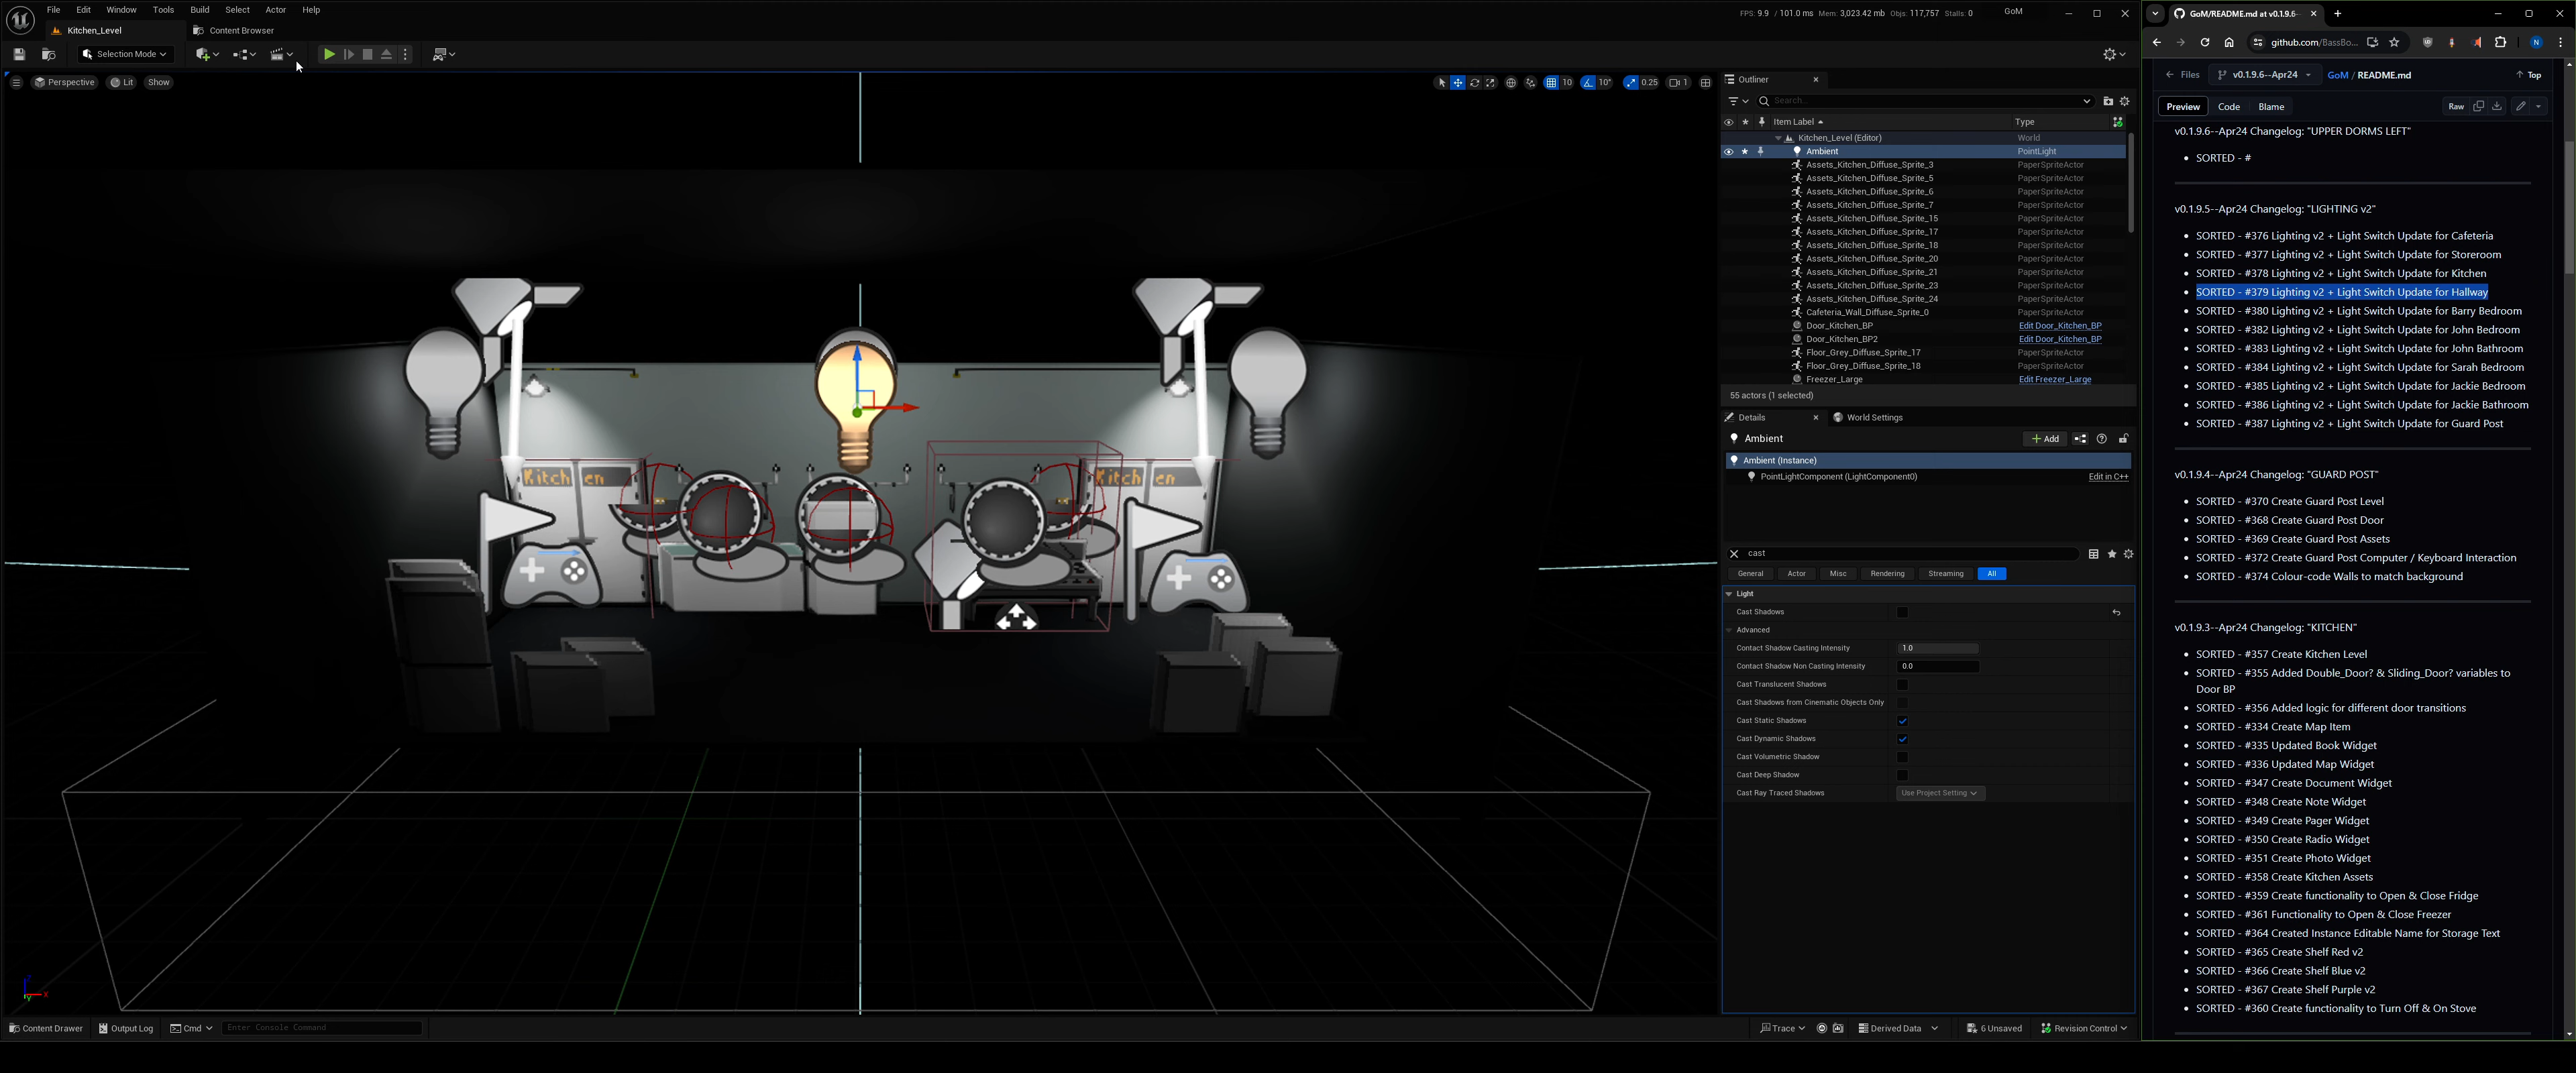 File Edit Window Tools Build Select Actor Help
FPS: 9.9 / 101.0 ms Mem: 3,023.42 mb Objs: 117,757 Stalls: 0 GoM
Kitchen_Level Content Browser
Selection Mode
Perspective Lit Show
10 10° 0.25 1
Kitchen Kitchen
Outliner
Search...
Item Label Type
Kitchen_Level (Editor) World
Ambient PointLight
Assets_Kitchen_Diffuse_Sprite_3 PaperSpriteActor
Assets_Kitchen_Diffuse_Sprite_5 PaperSpriteActor
Assets_Kitchen_Diffuse_Sprite_6 PaperSpriteActor
Assets_Kitchen_Diffuse_Sprite_7 PaperSpriteActor
Assets_Kitchen_Diffuse_Sprite_15 PaperSpriteActor
Assets_Kitchen_Diffuse_Sprite_17 PaperSpriteActor
Assets_Kitchen_Diffuse_Sprite_18 PaperSpriteActor
Assets_Kitchen_Diffuse_Sprite_20 PaperSpriteActor
Assets_Kitchen_Diffuse_Sprite_21 PaperSpriteActor
Assets_Kitchen_Diffuse_Sprite_23 PaperSpriteActor
Assets_Kitchen_Diffuse_Sprite_24 PaperSpriteActor
Cafeteria_Wall_Diffuse_Sprite_0 PaperSpriteActor
Door_Kitchen_BP Edit Door_Kitchen_BP
Door_Kitchen_BP2 Edit Door_Kitchen_BP
Floor_Grey_Diffuse_Sprite_17 PaperSpriteActor
Floor_Grey_Diffuse_Sprite_18 PaperSpriteActor
Freezer_Large Edit Freezer_Large
55 actors (1 selected)
Details World Settings
Ambient Add
Ambient (Instance)
PointLightComponent (LightComponent0) Edit in C++
cast
General Actor Misc Rendering Streaming All
Light
Cast Shadows
Advanced
Contact Shadow Casting Intensity 1.0
Contact Shadow Non Casting Intensity 0.0
Cast Translucent Shadows
Cast Shadows from Cinematic Objects Only
Cast Static Shadows
Cast Dynamic Shadows
Cast Volumetric Shadow
Cast Deep Shadow
Cast Ray Traced Shadows Use Project Setting
Content Drawer Output Log Cmd Enter Console Command
Trace Derived Data 6 Unsaved Revision Control
GoM/README.md at v0.1.9.6-
github.com/BassBo...
N
Files v0.1.9.6--Apr24 GoM / README.md Top
Preview Code Blame Raw
v0.1.9.6--Apr24 Changelog: "UPPER DORMS LEFT"
SORTED - #
v0.1.9.5--Apr24 Changelog: "LIGHTING v2"
SORTED - #376 Lighting v2 + Light Switch Update for Cafeteria
SORTED - #377 Lighting v2 + Light Switch Update for Storeroom
SORTED - #378 Lighting v2 + Light Switch Update for Kitchen
SORTED - #379 Lighting v2 + Light Switch Update for Hallway
SORTED - #380 Lighting v2 + Light Switch Update for Barry Bedroom
SORTED - #382 Lighting v2 + Light Switch Update for John Bedroom
SORTED - #383 Lighting v2 + Light Switch Update for John Bathroom
SORTED - #384 Lighting v2 + Light Switch Update for Sarah Bedroom
SORTED - #385 Lighting v2 + Light Switch Update for Jackie Bedroom
SORTED - #386 Lighting v2 + Light Switch Update for Jackie Bathroom
SORTED - #387 Lighting v2 + Light Switch Update for Guard Post
v0.1.9.4--Apr24 Changelog: "GUARD POST"
SORTED - #370 Create Guard Post Level
SORTED - #368 Create Guard Post Door
SORTED - #369 Create Guard Post Assets
SORTED - #372 Create Guard Post Computer / Keyboard Interaction
SORTED - #374 Colour-code Walls to match background
v0.1.9.3--Apr24 Changelog: "KITCHEN"
SORTED - #357 Create Kitchen Level
SORTED - #355 Added Double_Door? & Sliding_Door? variables to
Door BP
SORTED - #356 Added logic for different door transitions
SORTED - #334 Create Map Item
SORTED - #335 Updated Book Widget
SORTED - #336 Updated Map Widget
SORTED - #347 Create Document Widget
SORTED - #348 Create Note Widget
SORTED - #349 Create Pager Widget
SORTED - #350 Create Radio Widget
SORTED - #351 Create Photo Widget
SORTED - #358 Create Kitchen Assets
SORTED - #359 Create functionality to Open & Close Fridge
SORTED - #361 Functionality to Open & Close Freezer
SORTED - #364 Created Instance Editable Name for Storage Text
SORTED - #365 Create Shelf Red v2
SORTED - #366 Create Shelf Blue v2
SORTED - #367 Create Shelf Purple v2
SORTED - #360 Create functionality to Turn Off & On Stove